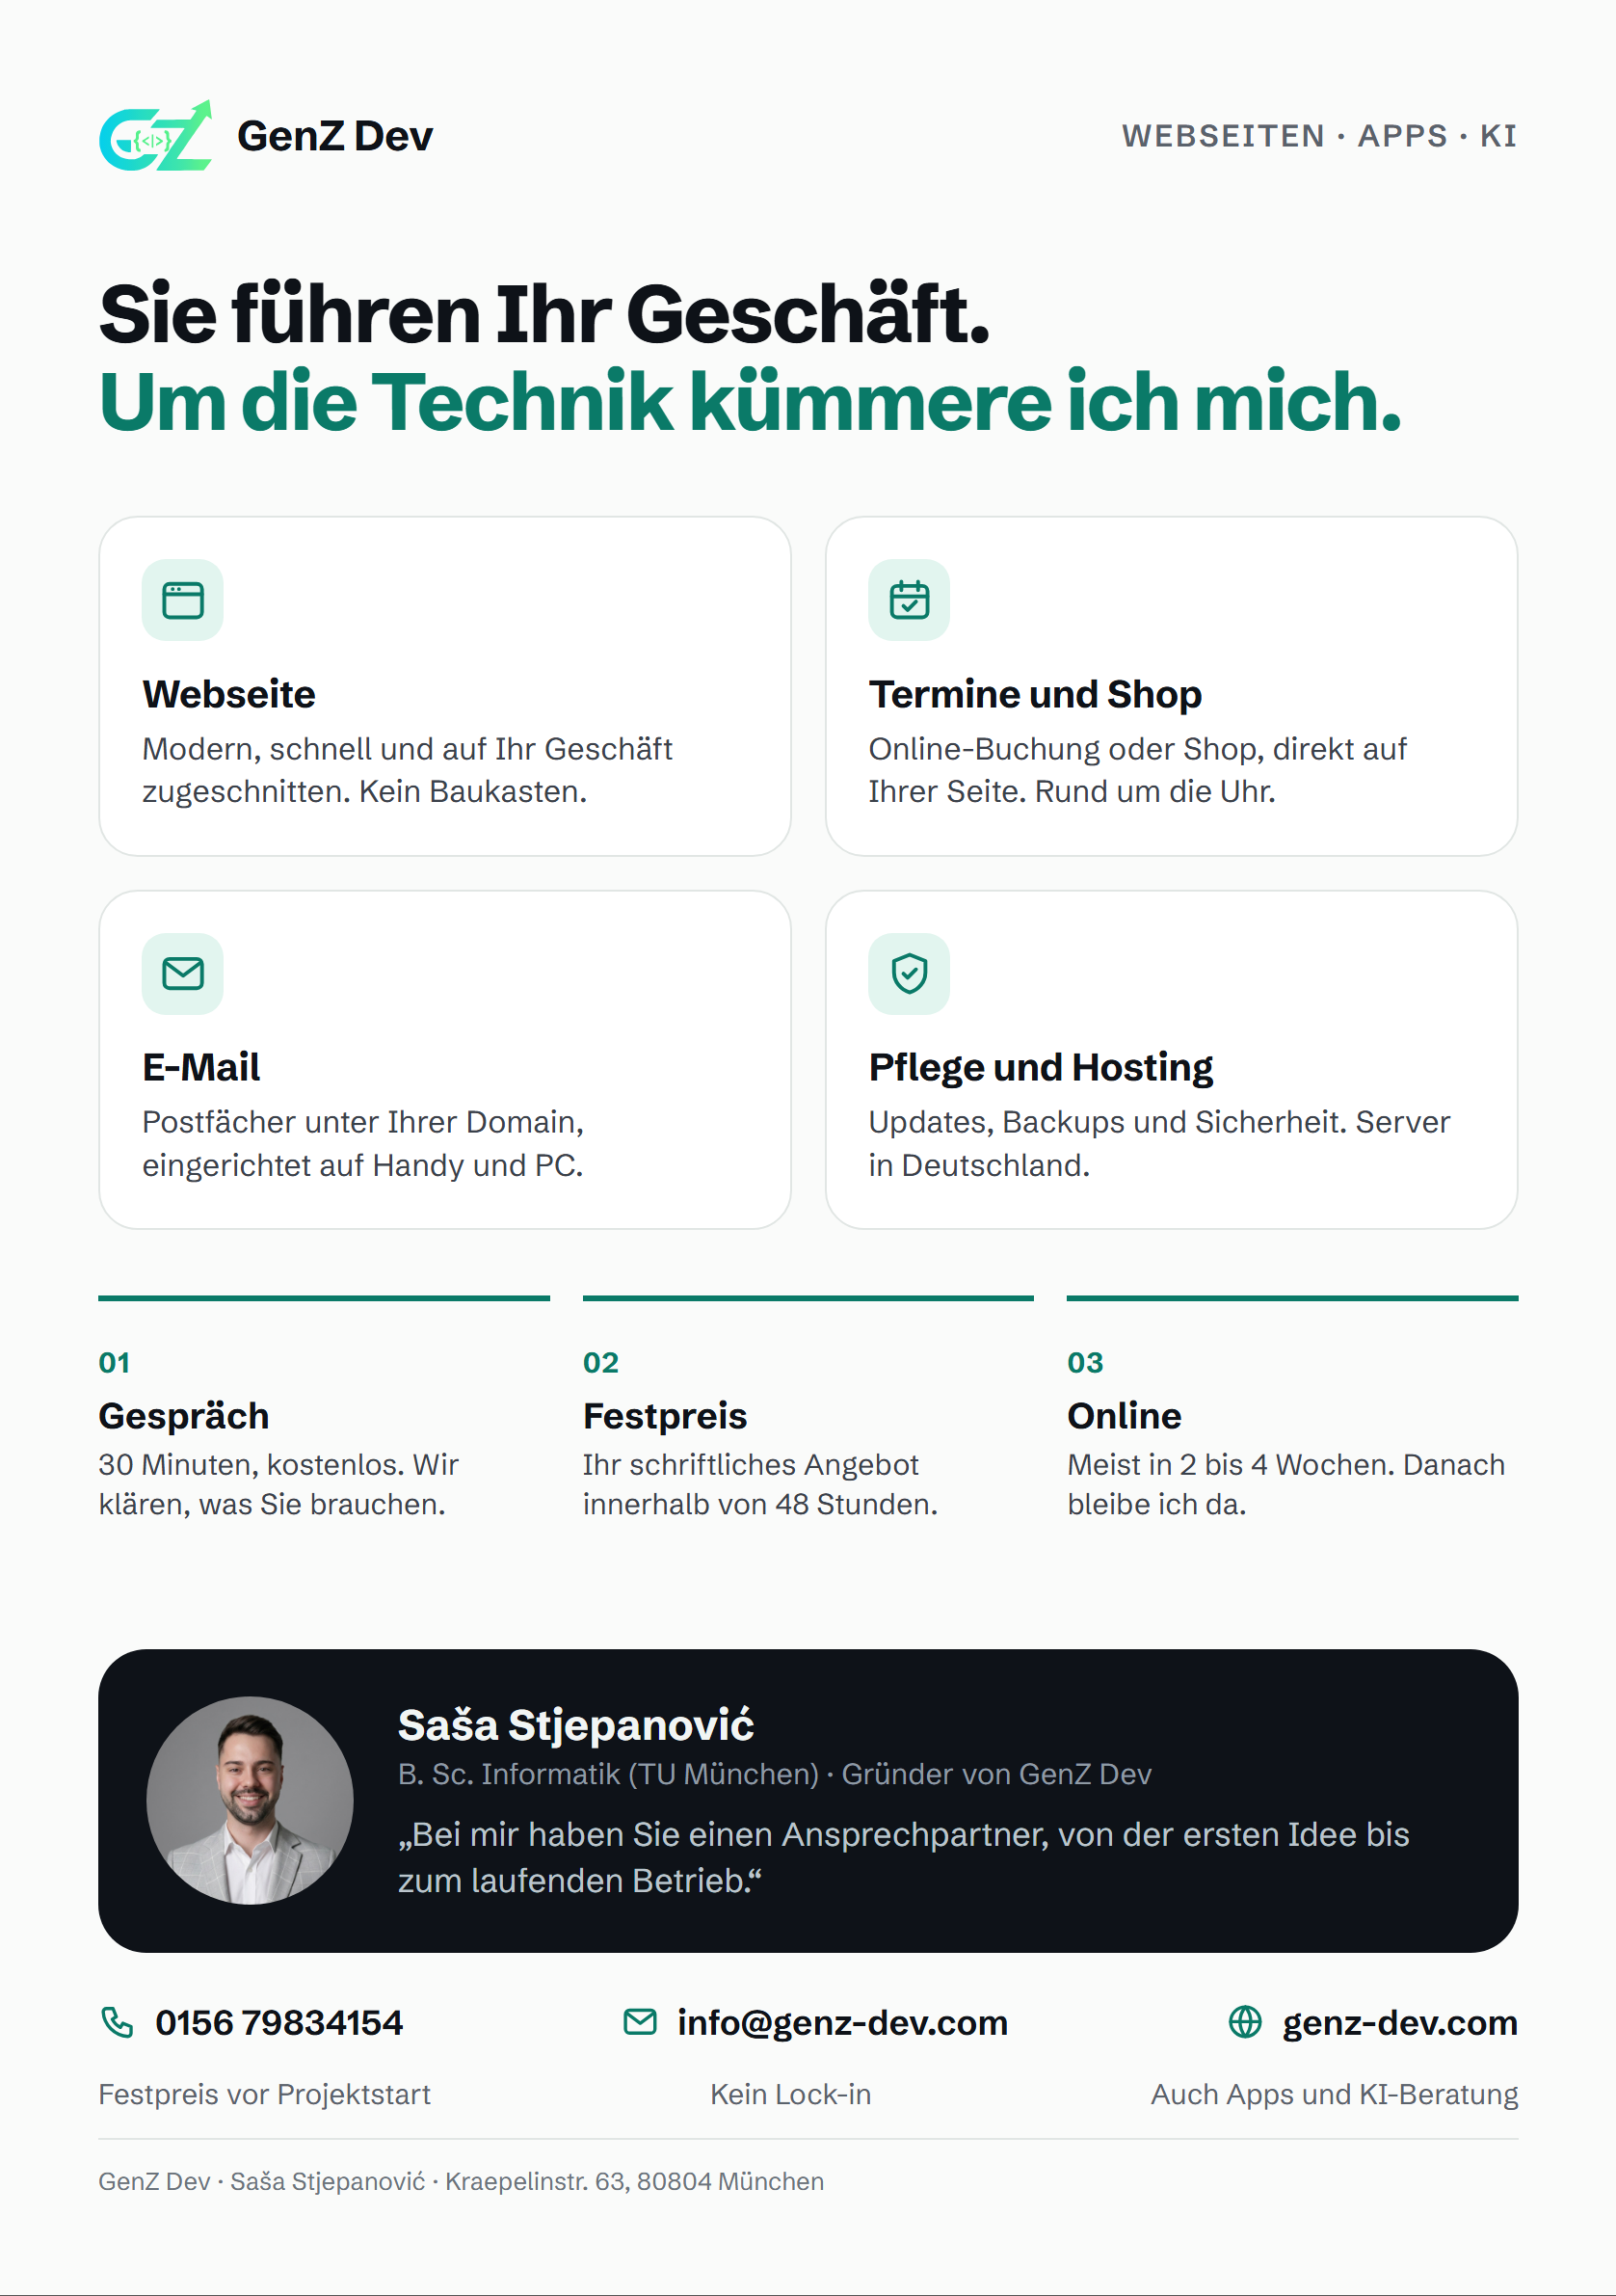 GZ {<|>}
GenZ Dev
WEBSEITEN · APPS · KI
Sie führen Ihr Geschäft.
Um die Technik kümmere ich mich.
Webseite
Modern, schnell und auf Ihr Geschäft
zugeschnitten. Kein Baukasten.
Termine und Shop
Online-Buchung oder Shop, direkt auf
Ihrer Seite. Rund um die Uhr.
E-Mail
Postfächer unter Ihrer Domain,
eingerichtet auf Handy und PC.
Pflege und Hosting
Updates, Backups und Sicherheit. Server
in Deutschland.
01
Gespräch
30 Minuten, kostenlos. Wir
klären, was Sie brauchen.
02
Festpreis
Ihr schriftliches Angebot
innerhalb von 48 Stunden.
03
Online
Meist in 2 bis 4 Wochen. Danach
bleibe ich da.
Saša Stjepanović
B. Sc. Informatik (TU München) · Gründer von GenZ Dev
„Bei mir haben Sie einen Ansprechpartner, von der ersten Idee bis
zum laufenden Betrieb.“
0156 79834154
info@genz-dev.com
genz-dev.com
Festpreis vor Projektstart
Kein Lock-in
Auch Apps und KI-Beratung
GenZ Dev · Saša Stjepanović · Kraepelinstr. 63, 80804 München